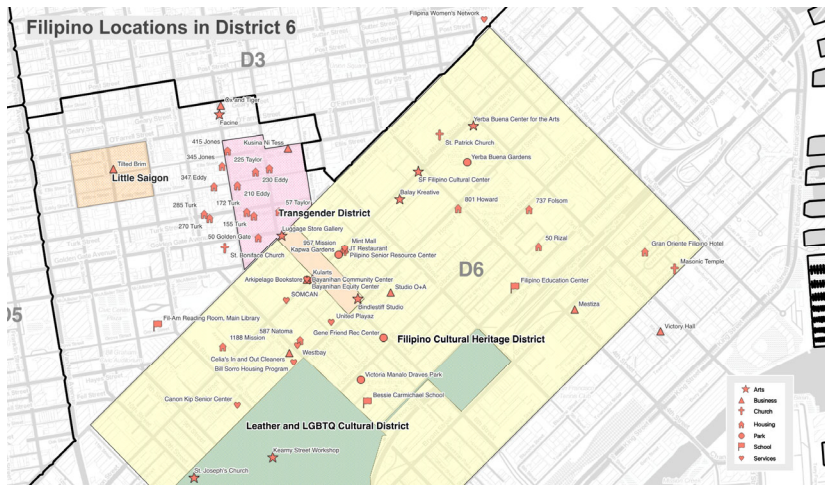 Filipina Women's Network
Filipino Locations in District 6
D3
Ox and Tiger
Facine
Yerba Buena Center for the Arts
415 Jones
Kusina Ni Tess
St. Patrick Church
345 Jones
225 Taylor
Yerba Buena Gardens
Tilted Brim
Little Saigon
347 Eddy
230 Eddy
SF Filipino Cultural Center
210 Eddy
Balay Kreative
285 Turk
172 Turk
57 Taylor
801 Howard
737 Folsom
Transgender District
270 Turk
155 Turk
Luggage Store Gallery
50 Golden Gate
957 Mission
Mint Mall
JT Restaurant
50 Rizal
St. Boniface Church
Kapwa Gardens
Pilipino Senior Resource Center
Gran Oriente Filipino Hotel
Masonic Temple
D6
Kularts
Arkipelago Bookstore
Bayanihan Community Center
Bayanihan Equity Center
Studio O+A
Filipino Education Center
SOMCAN
Bindlestiff Studio
Mestiza
D5
Fil-Am Reading Room, Main Library
United Playaz
Victory Hall
587 Natoma
Gene Friend Rec Center
1188 Mission
Filipino Cultural Heritage District
Celia's In and Out Cleaners
Westbay
Bill Sorro Housing Program
Victoria Manalo Draves Park
Canon Kip Senior Center
Bessie Carmichael School
Leather and LGBTQ Cultural District
Kearny Street Workshop
St. Joseph's Church
Arts
Business
Church
Housing
Park
School
Services